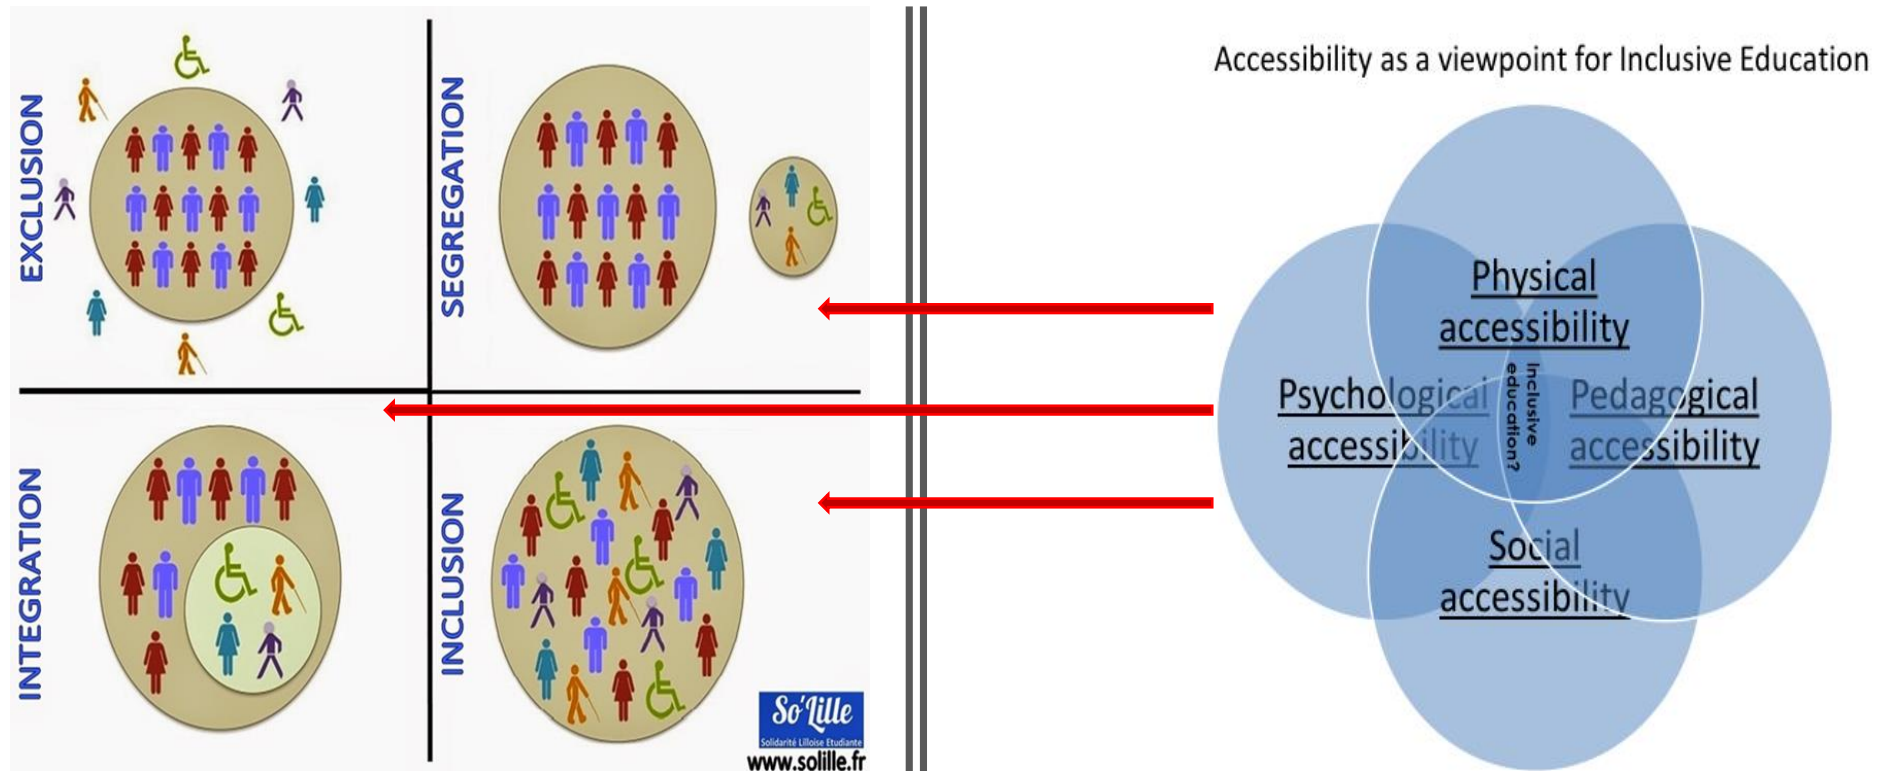 EXCLUSION
SEGREGATION
INTEGRATION
INCLUSION
So'Lille
Solidarité Lilloise Etudiante
www.solille.fr
Accessibility as a viewpoint for Inclusive Education
Physical
accessibility
Psychological
accessibility
Inclusive
education?
Pedagogical
accessibility
Social
accessibility